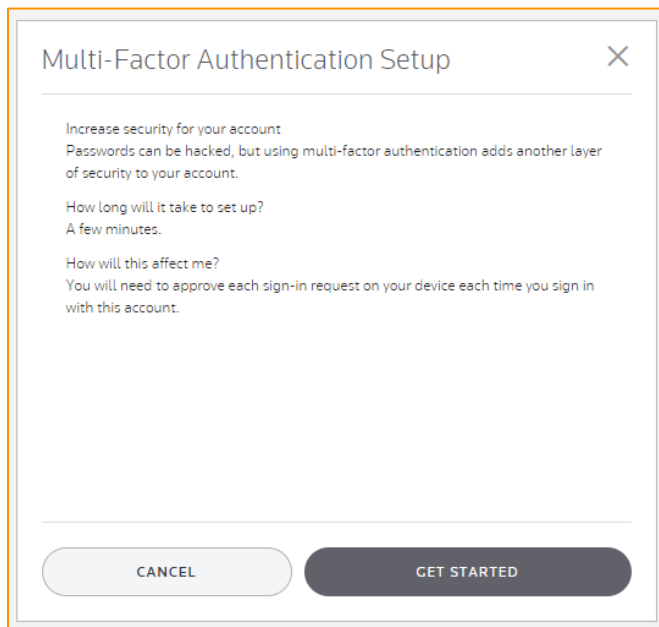 Multi-Factor Authentication Setup
Increase security for your account
Passwords can be hacked, but using multi-factor authentication adds another layer
of security to your account.
How long will it take to set up?
A few minutes.
How will this affect me?
You will need to approve each sign-in request on your device each time you sign in
with this account.
CANCEL
GET STARTED